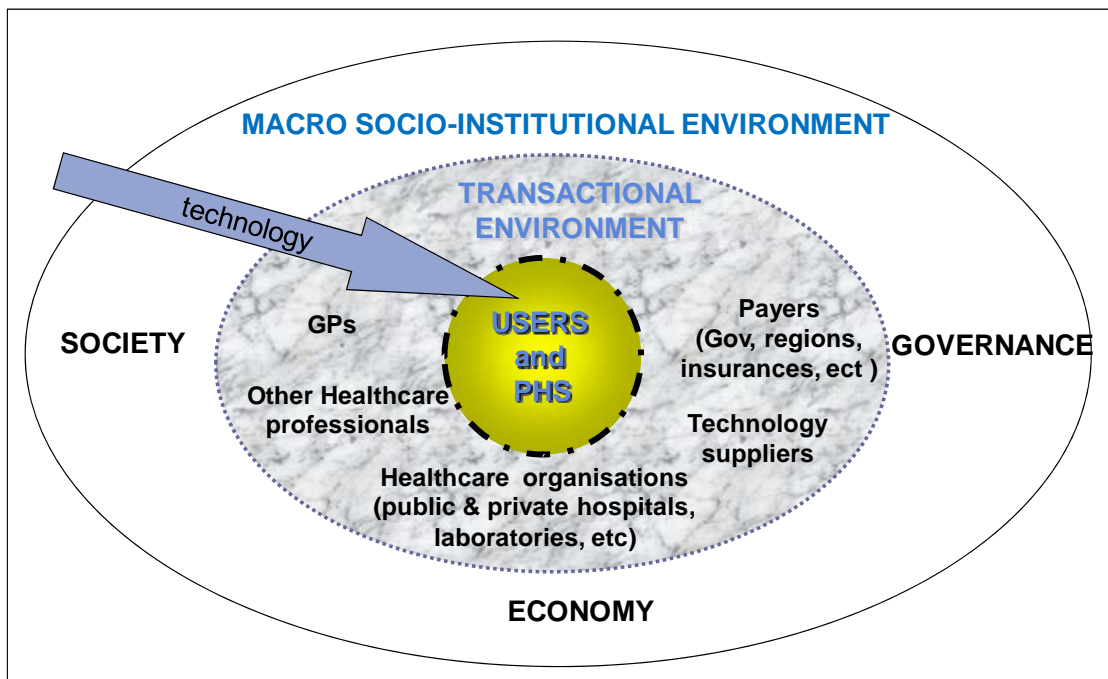 MACRO SOCIO-INSTITUTIONAL ENVIRONMENT
technology
TRANSACTIONAL
ENVIRONMENT
SOCIETY
GPs
Other Healthcare
professionals
USERS
and
PHS
Payers
(Gov, regions,
insurances, ect )
Technology
suppliers
GOVERNANCE
Healthcare organisations
(public & private hospitals,
laboratories, etc)
ECONOMY